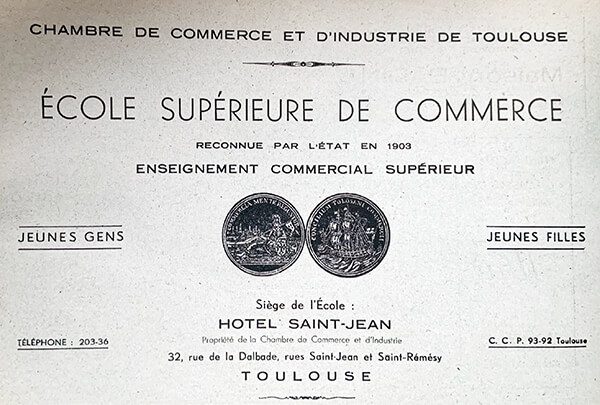 CHAMBRE DE COMMERCE ET D'INDUSTRIE DE TOULOUSE
ÉCOLE SUPÉRIEURE DE COMMERCE
RECONNUE PAR L'ÉTAT EN 1903
ENSEIGNEMENT COMMERCIAL SUPÉRIEUR
JEUNES GENS
JEUNES FILLES
Siège de l'École :
HOTEL SAINT-JEAN
Propriété de la Chambre de Commerce et d'Industrie
TÉLÉPHONE : 203-36
C. C. P. 93-92 Toulouse
32, rue de la Dalbade, rues Saint-Jean et Saint-Rémésy
TOULOUSE